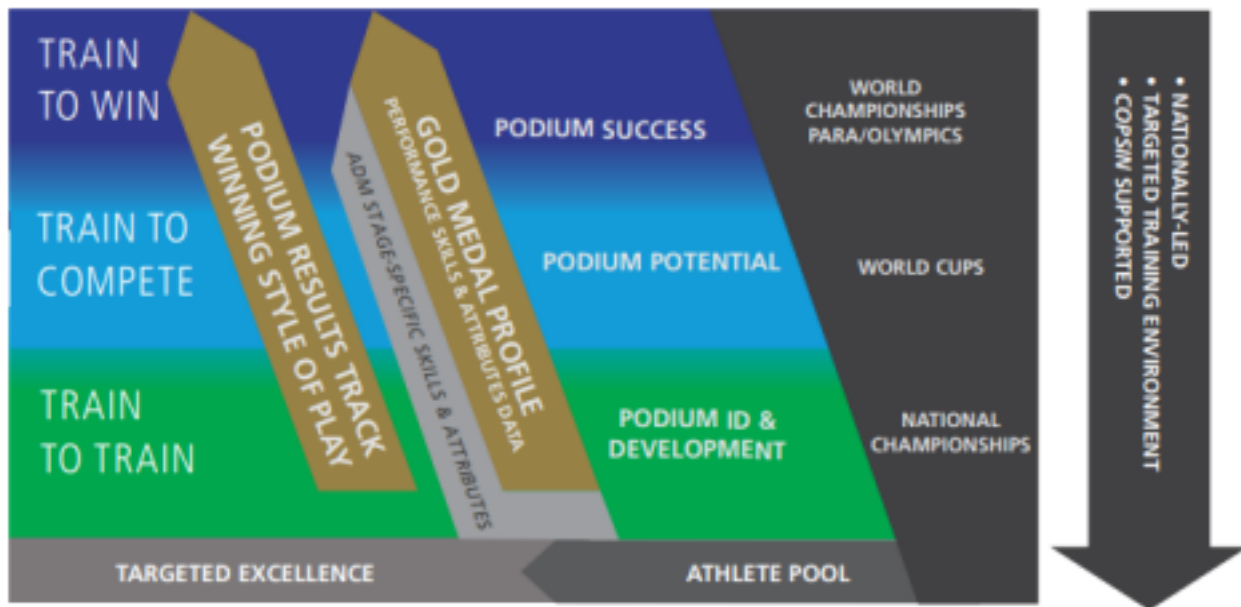 TRAIN
TO WIN
TRAIN TO
COMPETE
TRAIN
TO TRAIN
PODIUM RESULTS TRACK
WINNING STYLE OF PLAY
ADM STAGE-SPECIFIC SKILLS & ATTRIBUTES
GOLD MEDAL PROFILE
PERFORMANCE SKILLS & ATTRIBUTES DATA
PODIUM SUCCESS
PODIUM POTENTIAL
PODIUM ID &
DEVELOPMENT
WORLD
CHAMPIONSHIPS
PARA/OLYMPICS
WORLD CUPS
NATIONAL
CHAMPIONSHIPS
• NATIONALLY-LED
• TARGETED TRAINING ENVIRONMENT
• COPSIN SUPPORTED
TARGETED EXCELLENCE
ATHLETE POOL